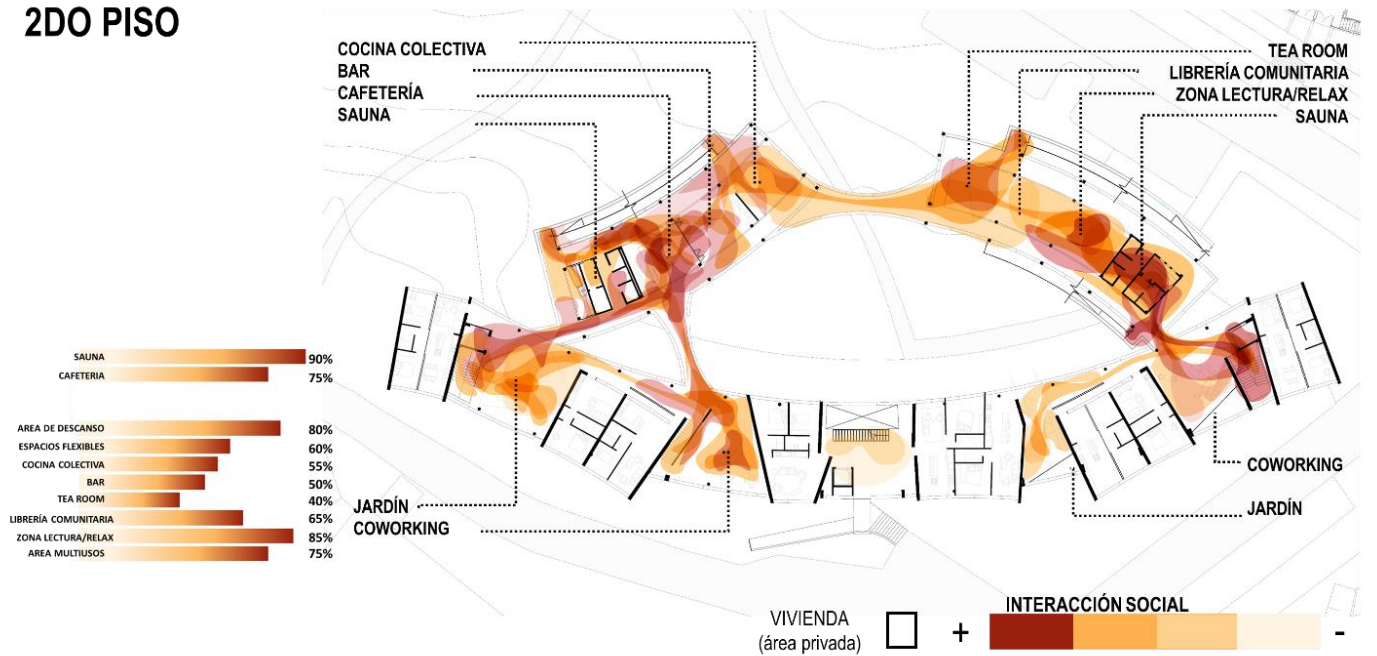 2DO PISO
COCINA COLECTIVA
BAR
CAFETERÍA
SAUNA
TEA ROOM
LIBRERÍA COMUNITARIA
ZONA LECTURA/RELAX
SAUNA
SAUNA 90%
CAFETERIA 75%
AREA DE DESCANSO 80%
ESPACIOS FLEXIBLES 60%
COCINA COLECTIVA 55%
BAR 50%
TEA ROOM 40%
LIBRERÍA COMUNITARIA 65%
ZONA LECTURA/RELAX 85%
AREA MULTIUSOS 75%
JARDÍN
COWORKING
COWORKING
JARDÍN
VIVIENDA
(área privada)
INTERACCIÓN SOCIAL
+ -